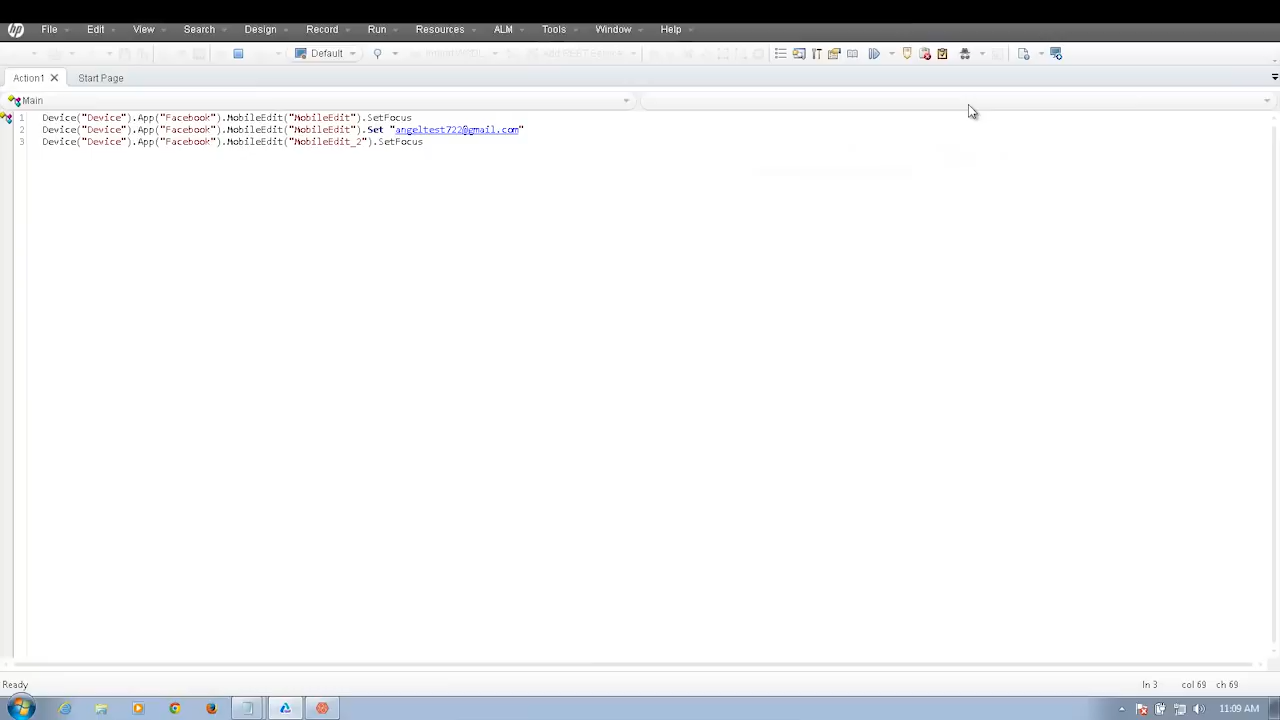 hp File Edit View Search Design Record Run Resources ALM Tools Window Help
Default
Action1 Start Page
Main
1 Device("Device").App("Facebook").MobileEdit("MobileEdit").SetFocus
2 Device("Device").App("Facebook").MobileEdit("MobileEdit").Set "angeltest722@gmail.com"
3 Device("Device").App("Facebook").MobileEdit("MobileEdit_2").SetFocus
Ready ln 3 col 69 ch 69
11:09 AM